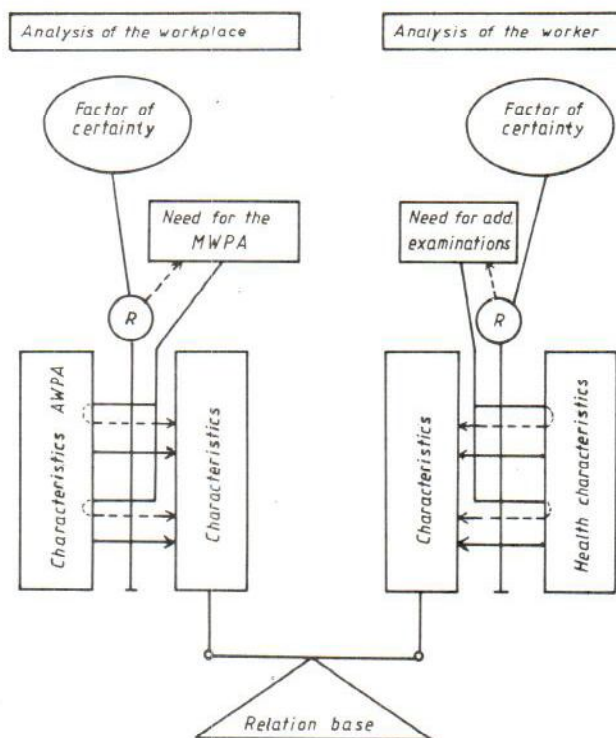 Analysis of the workplace
Analysis of the worker
Factor of
certainty
Factor of
certainty
Need for the
MWPA
Need for add.
examinations
R
R
Characteristics AWPA
Characteristics
Characteristics
Health characteristics
Relation base